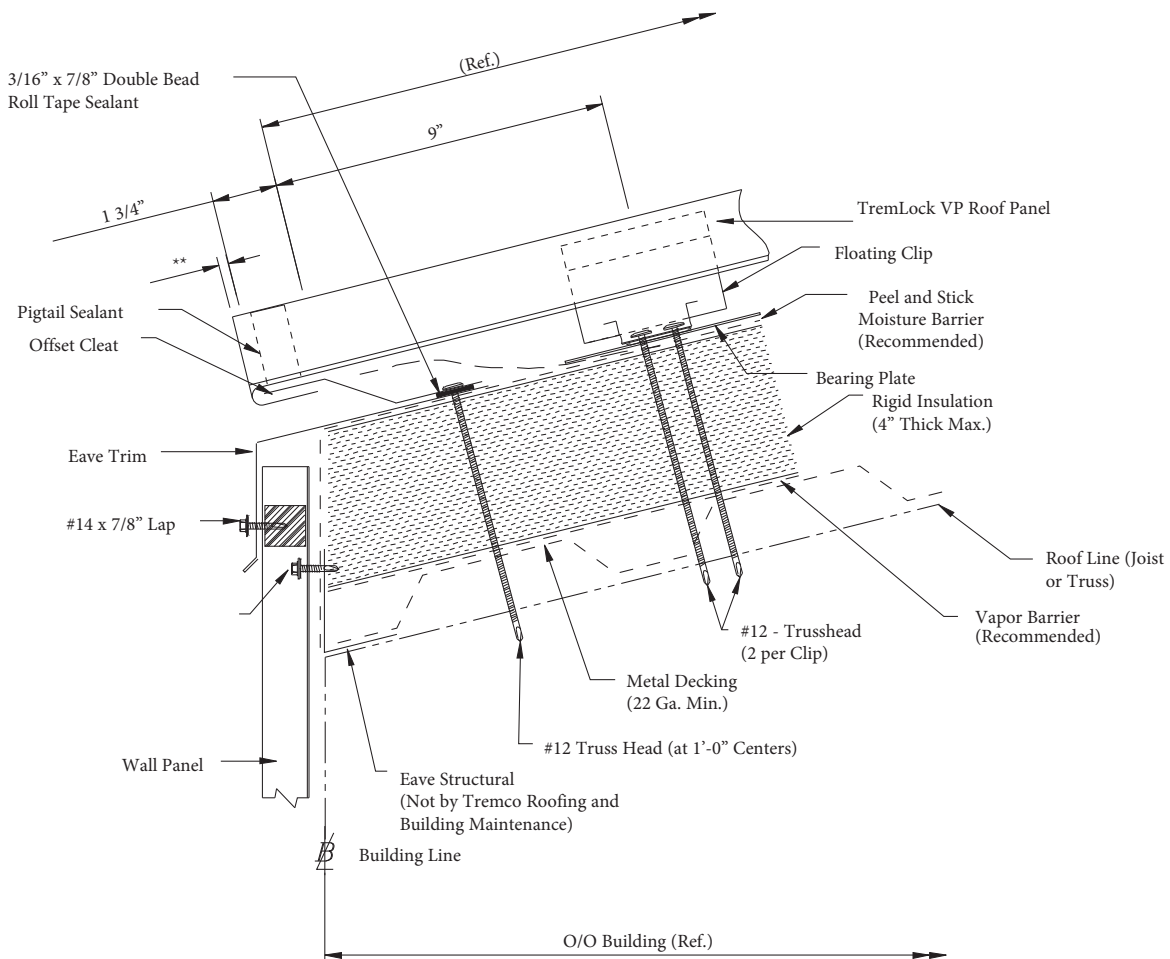 (Ref.)
3/16” x 7/8” Double Bead
Roll Tape Sealant
9”
1 3/4”
**
TremLock VP Roof Panel
Floating Clip
Pigtail Sealant
Offset Cleat
Peel and Stick
Moisture Barrier
(Recommended)
Bearing Plate
Rigid Insulation
(4” Thick Max.)
Eave Trim
#14 x 7/8” Lap
Roof Line (Joist
or Truss)
Vapor Barrier
(Recommended)
#12 - Trusshead
(2 per Clip)
Metal Decking
(22 Ga. Min.)
#12 Truss Head (at 1’-0” Centers)
Wall Panel
Eave Structural
(Not by Tremco Roofing and
Building Maintenance)
B Building Line
O/O Building (Ref.)